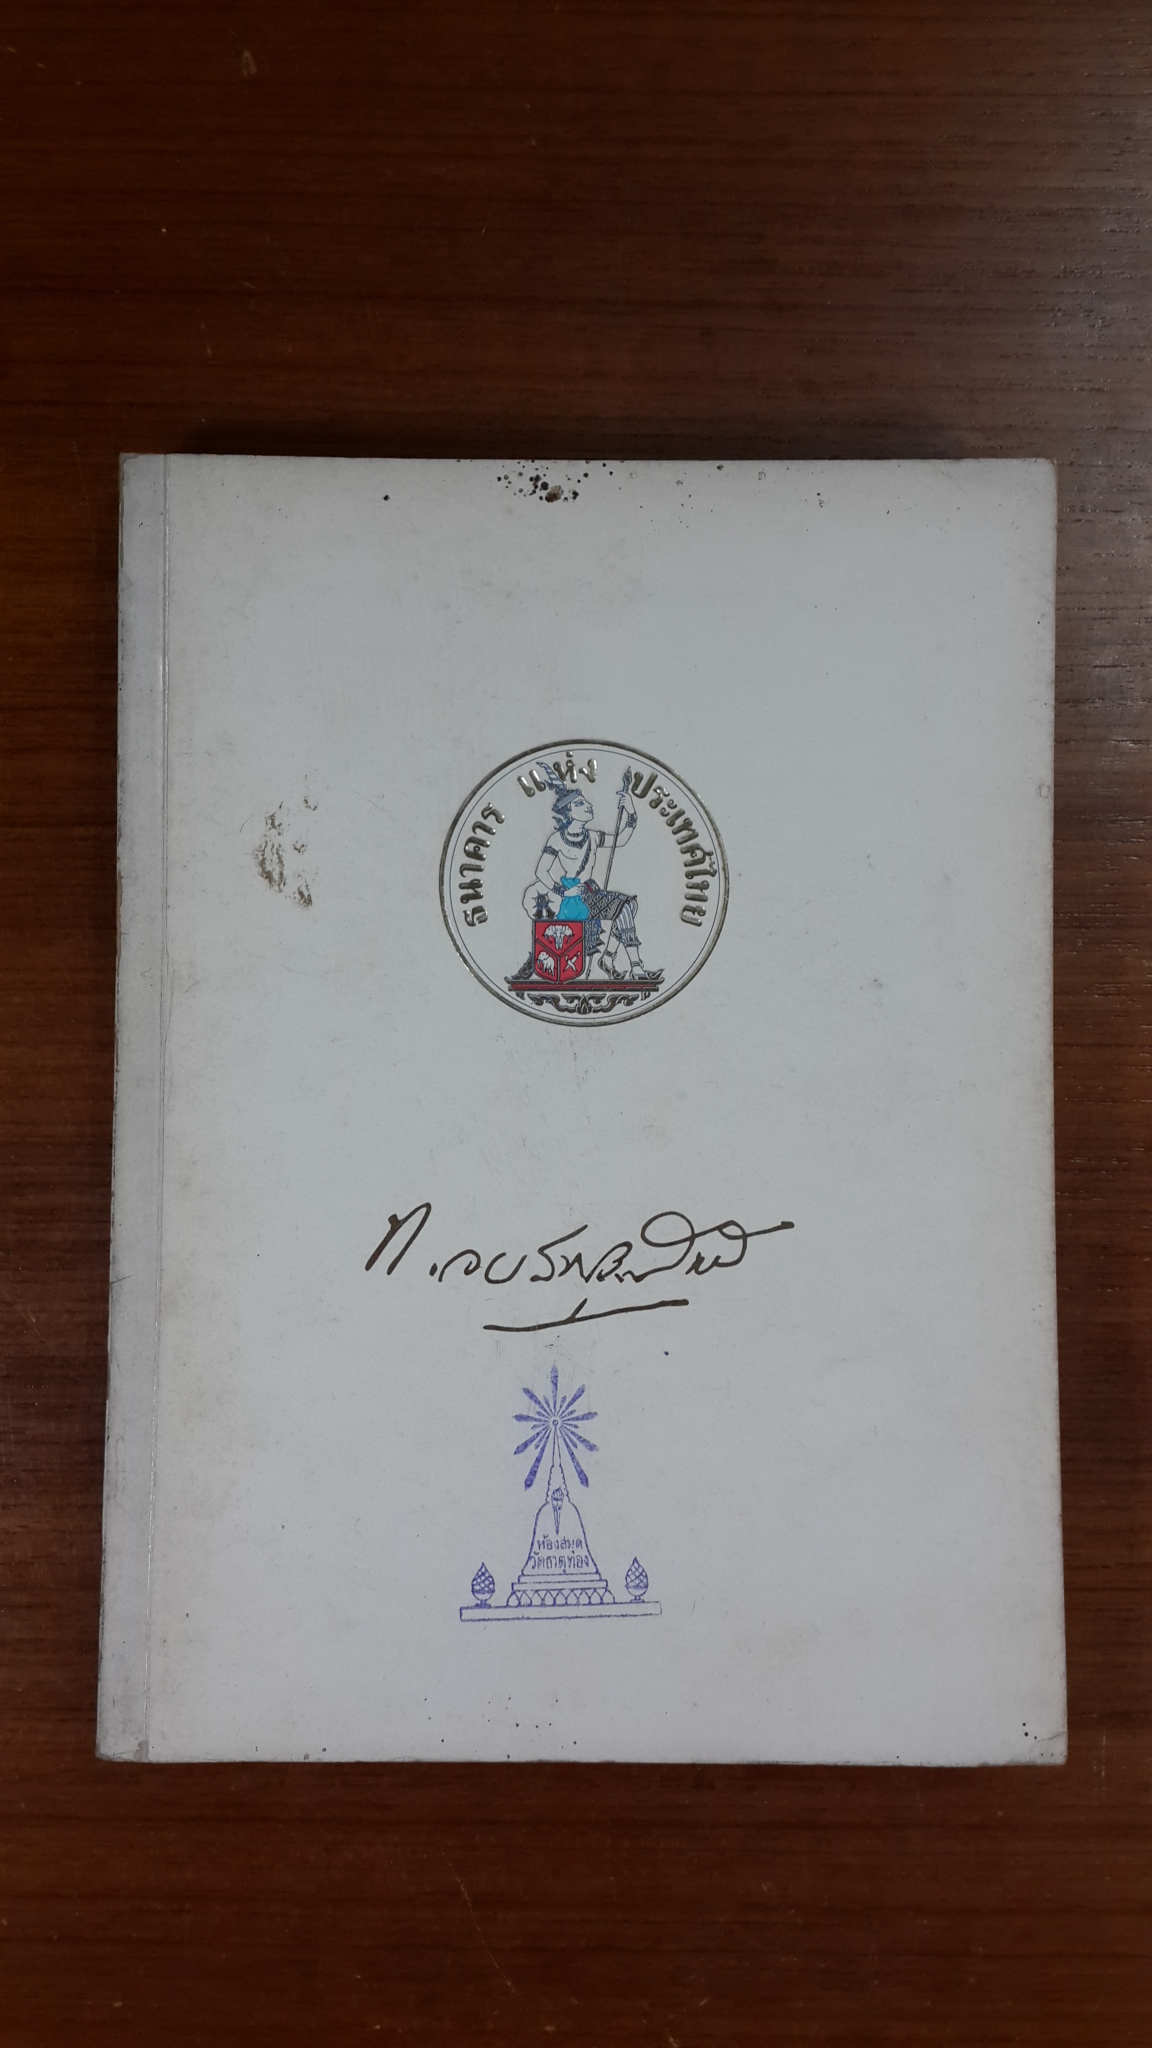 ธนาคาร แห่ง ประเทศไทย
ห้องสมุด
วัดธาตุทอง